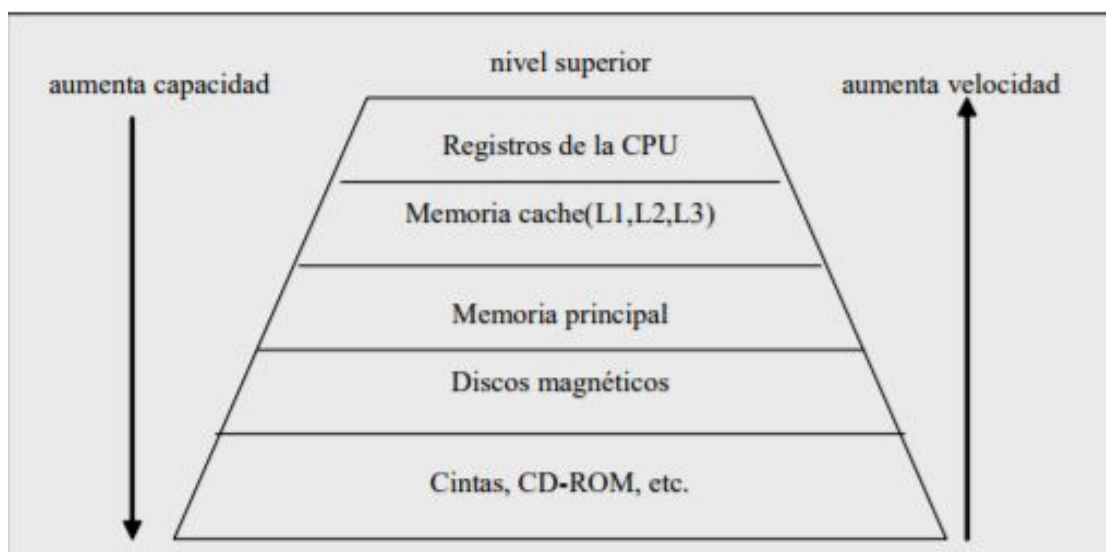 nivel superior
aumenta capacidad
aumenta velocidad
Registros de la CPU
Memoria cache(L1,L2,L3)
Memoria principal
Discos magnéticos
Cintas, CD-ROM, etc.